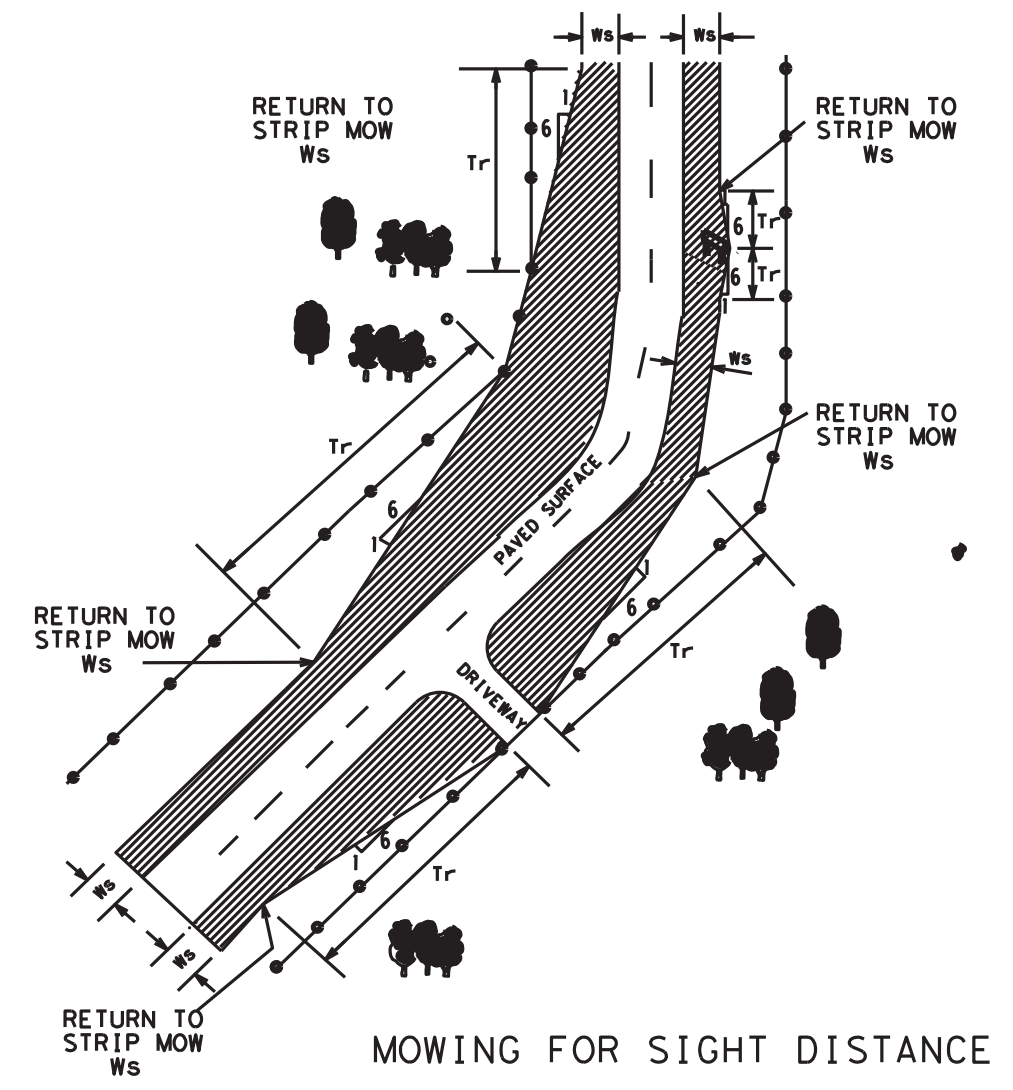 Ws
Ws
RETURN TO
STRIP MOW
Ws
1
6
Tr
RETURN TO
STRIP MOW
Ws
6
Tr
6
Tr
1
Ws
Tr
RETURN TO
STRIP MOW
Ws
PAVED SURFACE
6
1
1
6
Tr
RETURN TO
STRIP MOW
Ws
DRIVEWAY
6
1
Tr
Ws
Ws
RETURN TO
STRIP MOW
Ws
MOWING FOR SIGHT DISTANCE